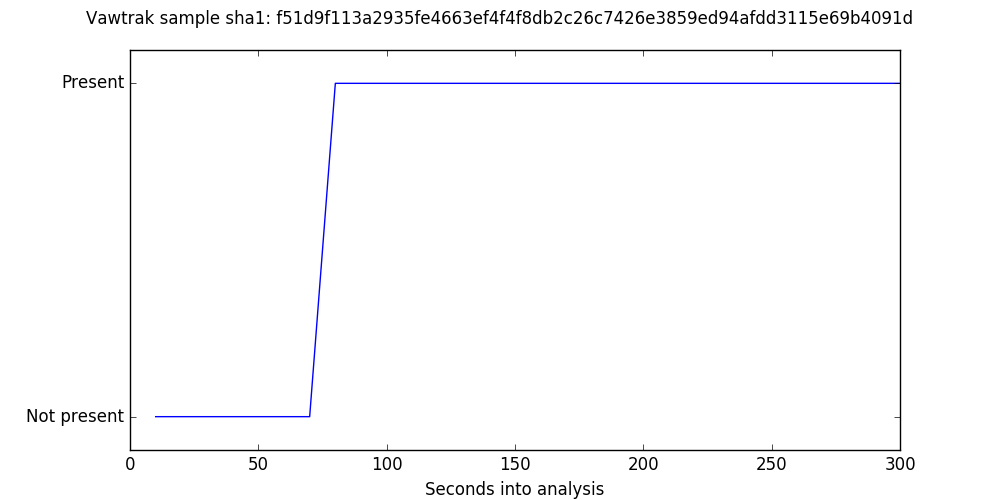 Vawtrak sample sha1: f51d9f113a2935fe4663ef4f4f8db2c26c7426e3859ed94afdd3115e69b4091d
Present
Not present
0 50 100 150 200 250 300
Seconds into analysis